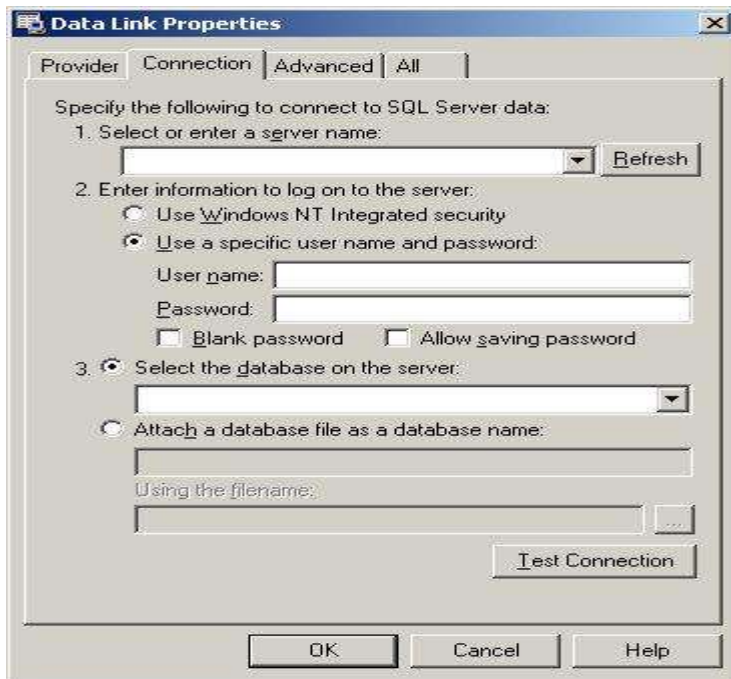 Data Link Properties
Provider Connection Advanced All
Specify the following to connect to SQL Server data:
1. Select or enter a server name:
Refresh
2. Enter information to log on to the server:
Use Windows NT Integrated security
Use a specific user name and password:
User name:
Password:
Blank password Allow saving password
3. Select the database on the server:
Attach a database file as a database name:
Using the filename:
...
Test Connection
OK Cancel Help